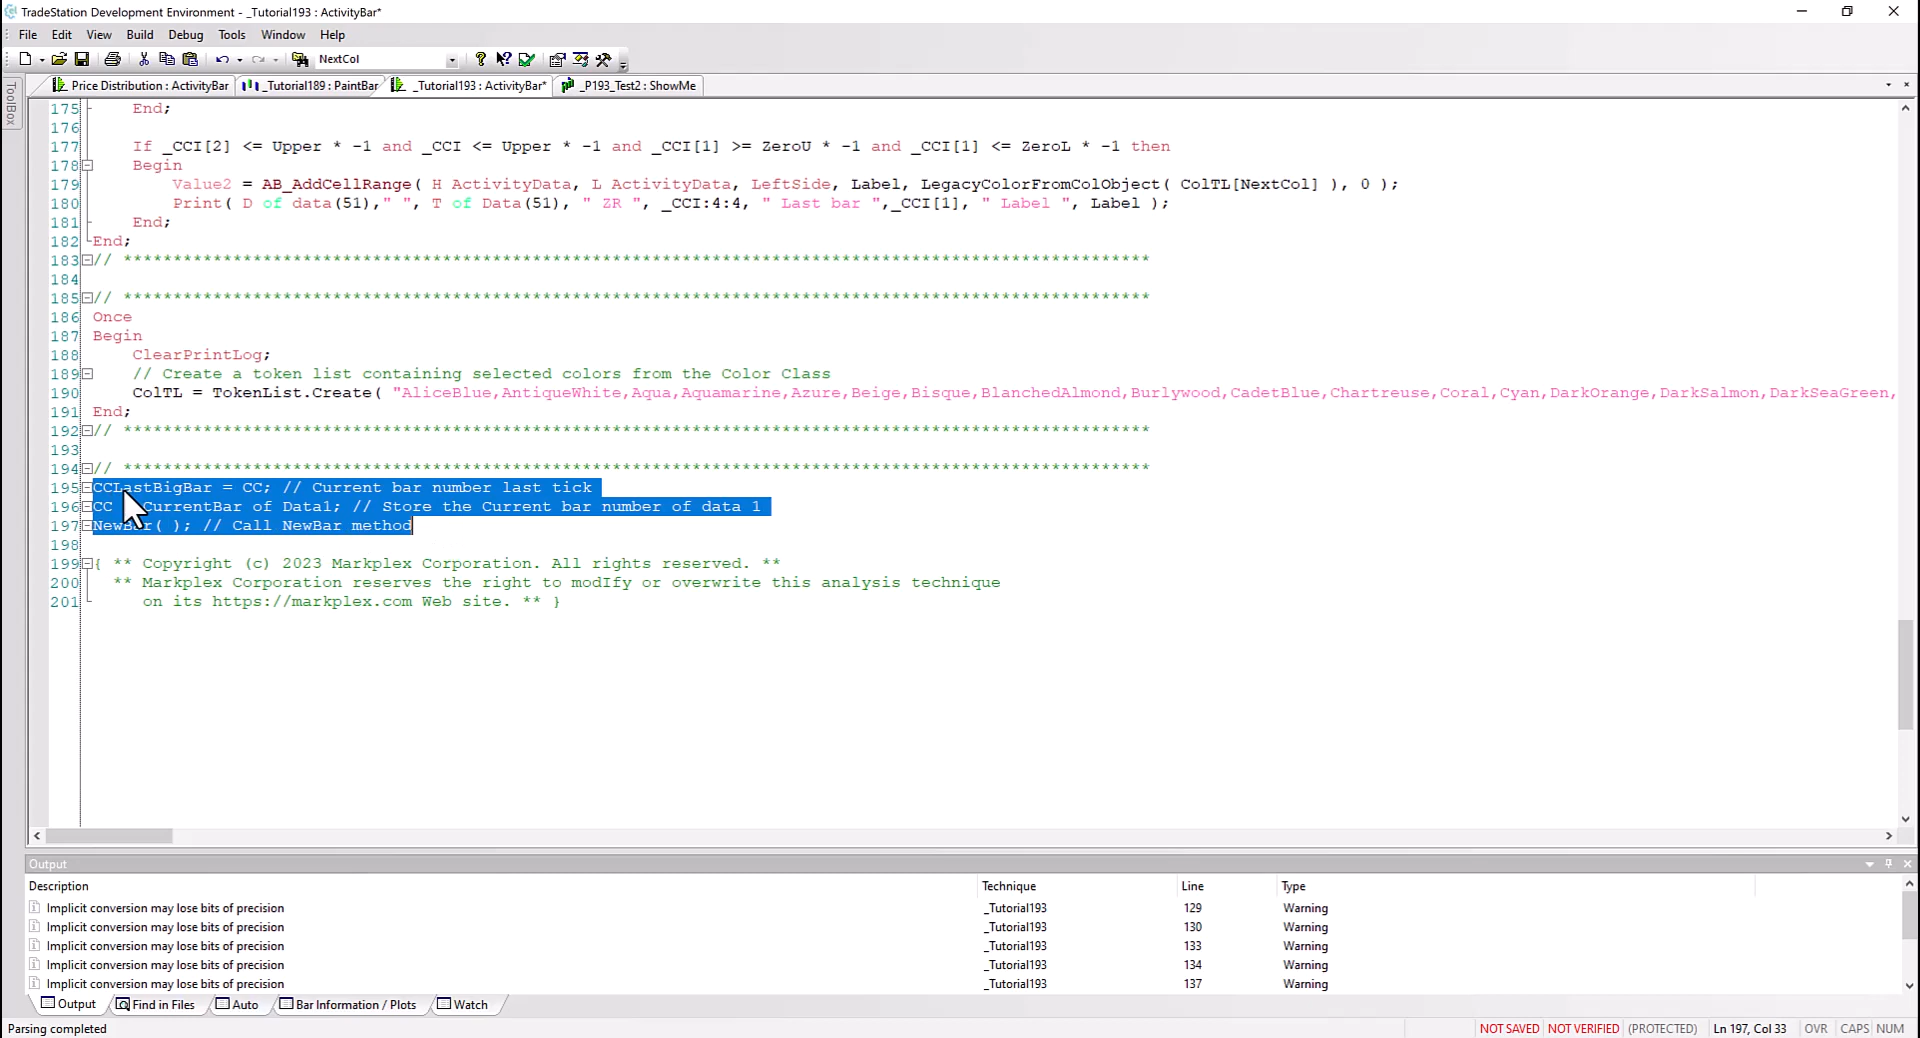 TradeStation Development Environment - _Tutorial193 : ActivityBar*
File Edit View Build Debug Tools Window Help
NextCol
ToolBox
Price Distribution : ActivityBar _Tutorial189 : PaintBar _Tutorial193 : ActivityBar* _P193_Test2 : ShowMe
175 End;
176
177 If _CCI[2] <= Upper * -1 and _CCI <= Upper * -1 and _CCI[1] >= ZeroU * -1 and _CCI[1] <= ZeroL * -1 then
178 Begin
179 Value2 = AB_AddCellRange( H ActivityData, L ActivityData, LeftSide, Label, LegacyColorFromColObject( ColTL[NextCol] ), 0 );
180 Print( D of data(51)," ", T of Data(51), " ZR ", _CCI:4:4, " Last bar ",_CCI[1], " Label ", Label );
181 End;
182 End;
183 // *******************************************************************************************************
184
185 // *******************************************************************************************************
186 Once
187 Begin
188 ClearPrintLog;
189 // Create a token list containing selected colors from the Color Class
190 ColTL = TokenList.Create( "AliceBlue,AntiqueWhite,Aqua,Aquamarine,Azure,Beige,Bisque,BlanchedAlmond,Burlywood,CadetBlue,Chartreuse,Coral,Cyan,DarkOrange,DarkSalmon,DarkSeaGreen,
191 End;
192 // *******************************************************************************************************
193
194 // *******************************************************************************************************
195 CCLastBigBar = CC; // Current bar number last tick
196 CC CurrentBar of Data1; // Store the Current bar number of data 1
197 NewBar( ); // Call NewBar method
198
199 { ** Copyright (c) 2023 Markplex Corporation. All rights reserved. **
200 ** Markplex Corporation reserves the right to modIfy or overwrite this analysis technique
201 on its https://markplex.com Web site. ** }
Output
Description Technique Line Type
Implicit conversion may lose bits of precision _Tutorial193 129 Warning
Implicit conversion may lose bits of precision _Tutorial193 130 Warning
Implicit conversion may lose bits of precision _Tutorial193 133 Warning
Implicit conversion may lose bits of precision _Tutorial193 134 Warning
Implicit conversion may lose bits of precision _Tutorial193 137 Warning
Output Find in Files Auto Bar Information / Plots Watch
Parsing completed NOT SAVED NOT VERIFIED (PROTECTED) Ln 197, Col 33 OVR CAPS NUM